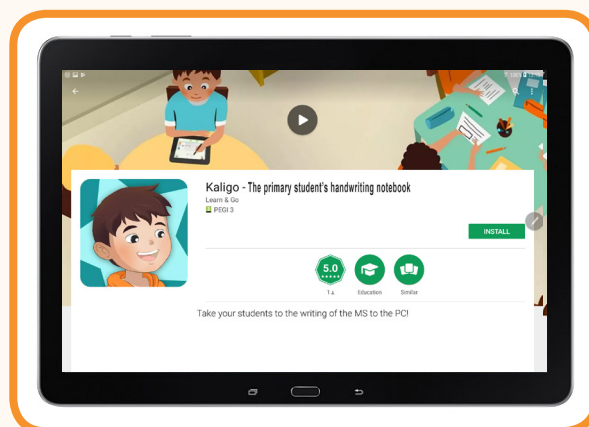 Kaligo - The primary student's handwriting notebook
Learn & Go
PEGI 3
INSTALL
5.0
Education
Similar
Take your students to the writing of the MS to the PC!